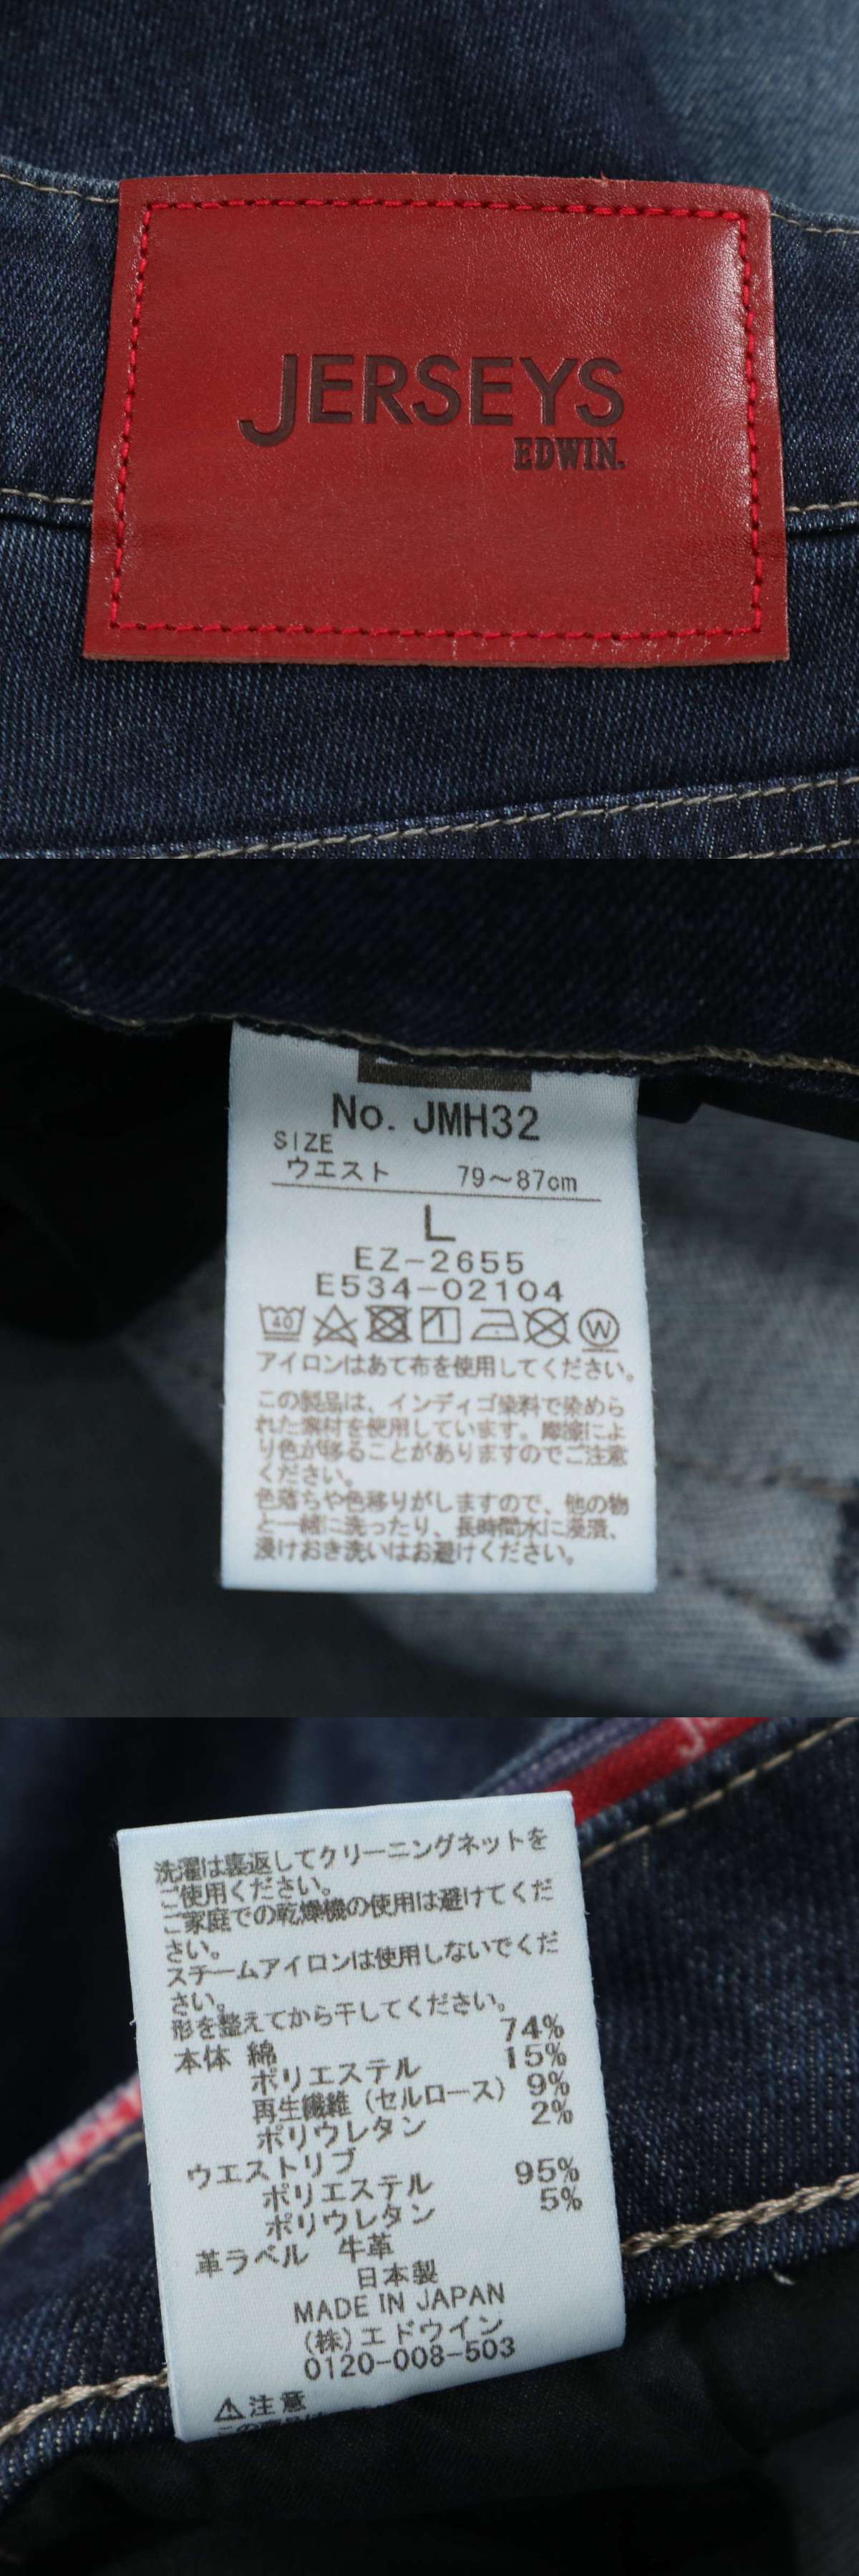 JERSEYS
EDWIN.
No. JMH32
SIZE
ウエスト 79～87cm
L
EZ-2655
E534-02104
40
W
アイロンはあて布を使用してください。
この製品は、インディゴ染料で染めら
れた素材を使用しています。摩擦によ
り色が移ることがありますのでご注意
ください。
色落ちや色移りがしますので、他の物
と一緒に洗ったり、長時間水に浸漬、
浸けおき洗いはお避けください。
洗濯は裏返してクリーニングネットを
ご使用ください。
ご家庭での乾燥機の使用は避けてくだ
さい。
スチームアイロンは使用しないでくだ
さい。
形を整えてから干してください。
本体 綿 74%
ポリエステル 15%
再生繊維（セルロース） 9%
ポリウレタン 2%
ウエストリブ
ポリエステル 95%
ポリウレタン 5%
革ラベル 牛革
日本製
MADE IN JAPAN
（株）エドウイン
0120-008-503
⚠注意